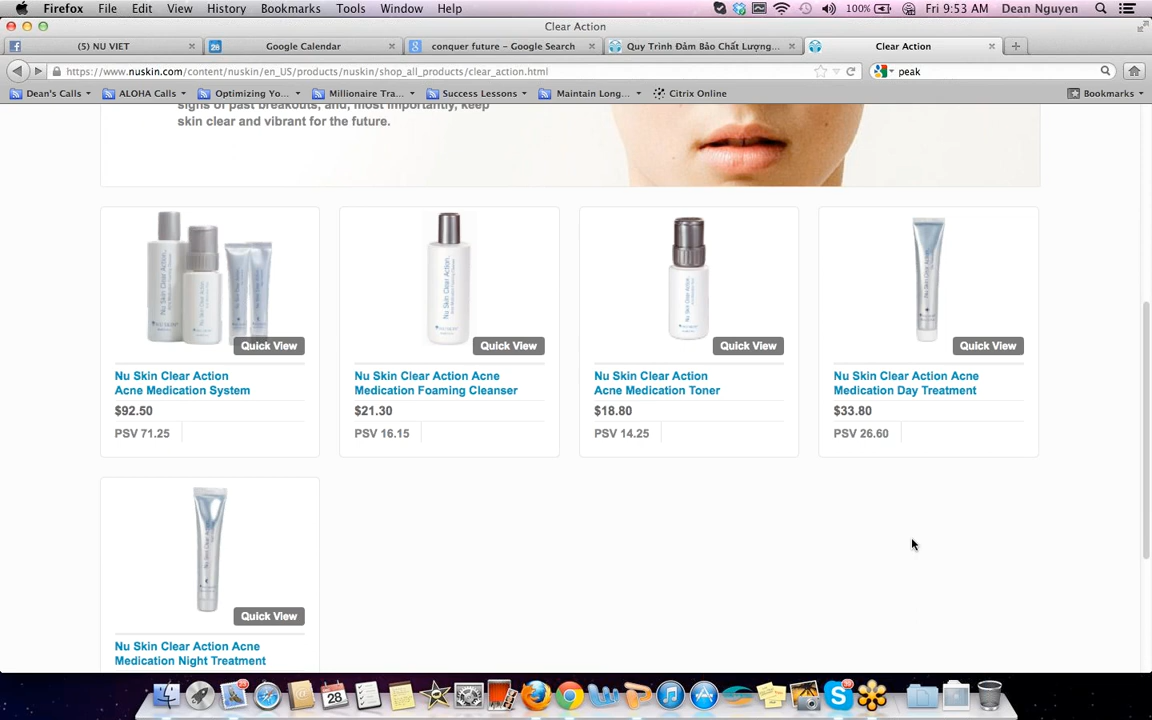 Firefox File Edit View History Bookmarks Tools Window Help 100% Fri 9:53 AM Dean Nguyen
Clear Action
(5) NU VIET Google Calendar conquer future – Google Search Quy Trình Đảm Bảo Chất Lượng... Clear Action
https://www.nuskin.com/content/nuskin/en_US/products/nuskin/shop_all_products/clear_action.html peak
Dean's Calls ALOHA Calls Optimizing Yo... Millionaire Tra... Success Lessons Maintain Long... Citrix Online Bookmarks
signs of past breakouts, and, most importantly, keep
skin clear and vibrant for the future.
Quick View Quick View Quick View Quick View
Nu Skin Clear Action
Acne Medication System
$92.50
PSV 71.25
Nu Skin Clear Action Acne
Medication Foaming Cleanser
$21.30
PSV 16.15
Nu Skin Clear Action
Acne Medication Toner
$18.80
PSV 14.25
Nu Skin Clear Action Acne
Medication Day Treatment
$33.80
PSV 26.60
Quick View
Nu Skin Clear Action Acne
Medication Night Treatment
28